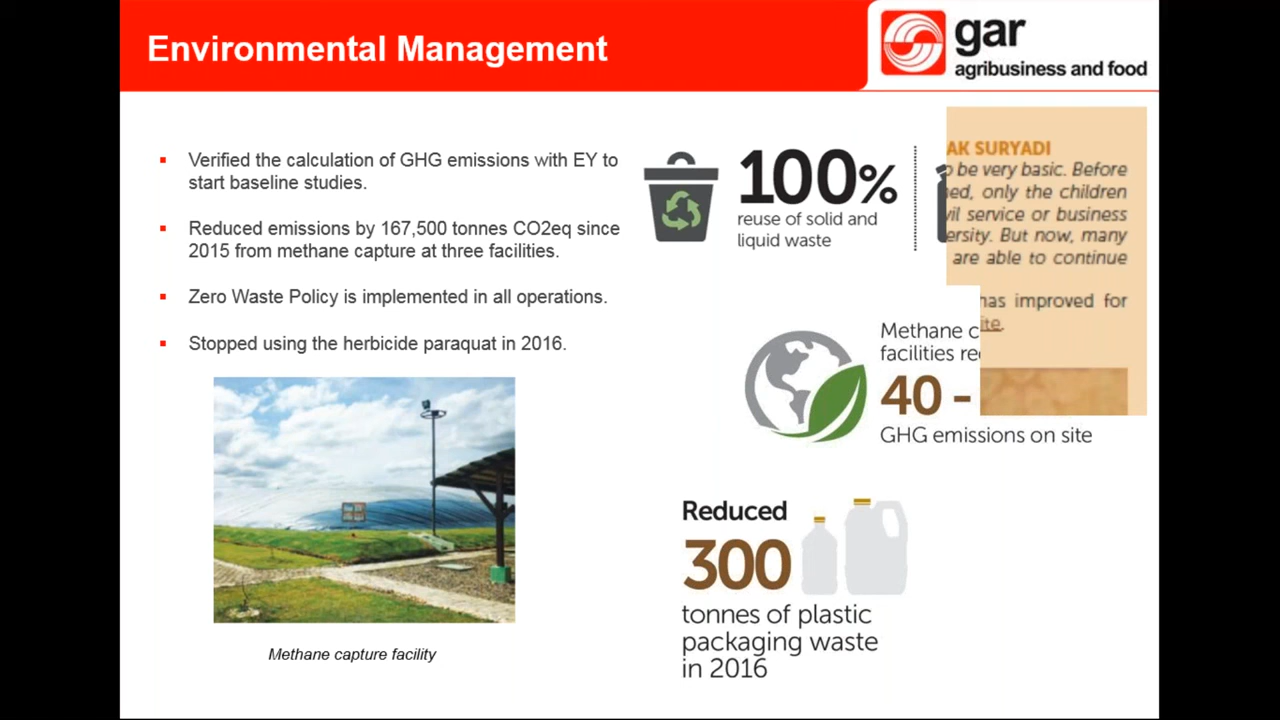 Environmental Management
gar
agribusiness and food
Verified the calculation of GHG emissions with EY to
start baseline studies.
Reduced emissions by 167,500 tonnes CO2eq since
2015 from methane capture at three facilities.
Zero Waste Policy is implemented in all operations.
Stopped using the herbicide paraquat in 2016.
Methane capture facility
100%
reuse of solid and
liquid waste
AK SURYADI
be very basic. Before
only the children
service or business
But now, many
are able to continue
has improved for
Methane
facilities
40 -
GHG emissions on site
Reduced
300
tonnes of plastic
packaging waste
in 2016